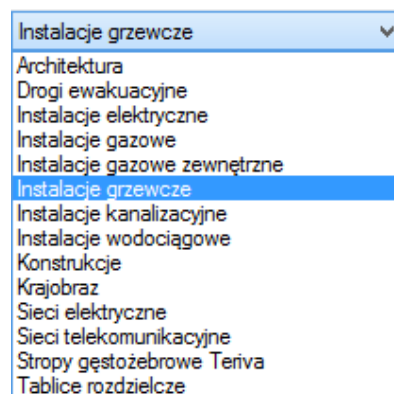 Instalacje grzewcze
Architektura
Drogi ewakuacyjne
Instalacje elektryczne
Instalacje gazowe
Instalacje gazowe zewnętrzne
Instalacje grzewcze
Instalacje kanalizacyjne
Instalacje wodociągowe
Konstrukcje
Krajobraz
Sieci elektryczne
Sieci telekomunikacyjne
Stropy gęstożebrowe Teriva
Tablice rozdzielcze